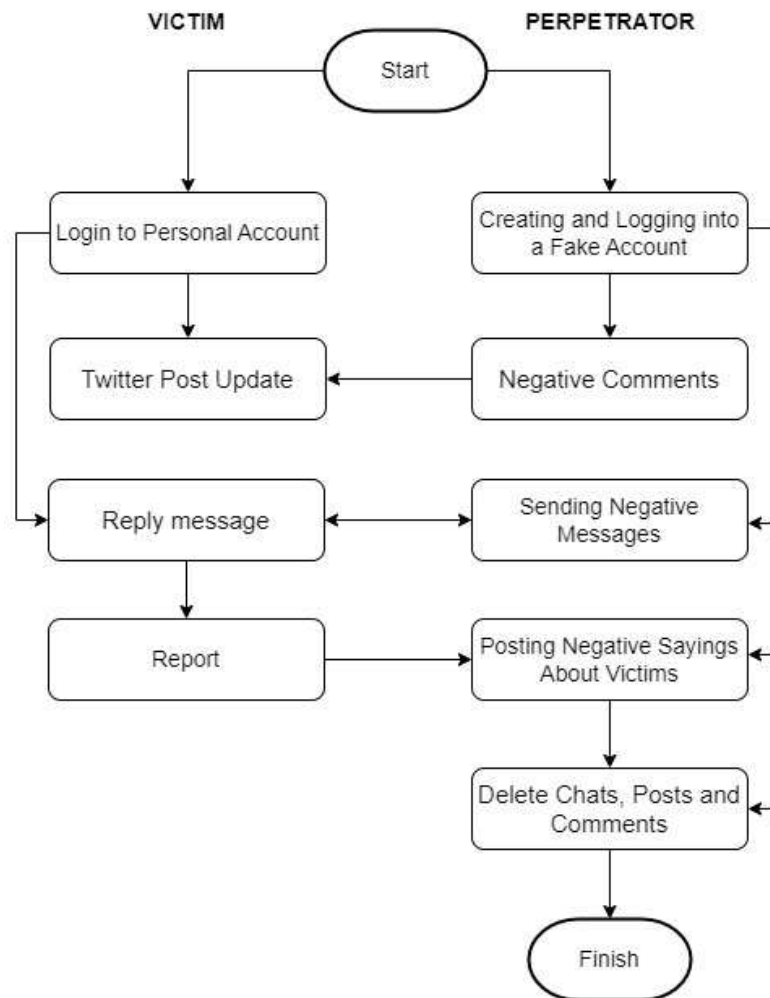 VICTIM
PERPETRATOR
Start
Login to Personal Account
Creating and Logging into
a Fake Account
Twitter Post Update
Negative Comments
Reply message
Sending Negative
Messages
Report
Posting Negative Sayings
About Victims
Delete Chats, Posts and
Comments
Finish